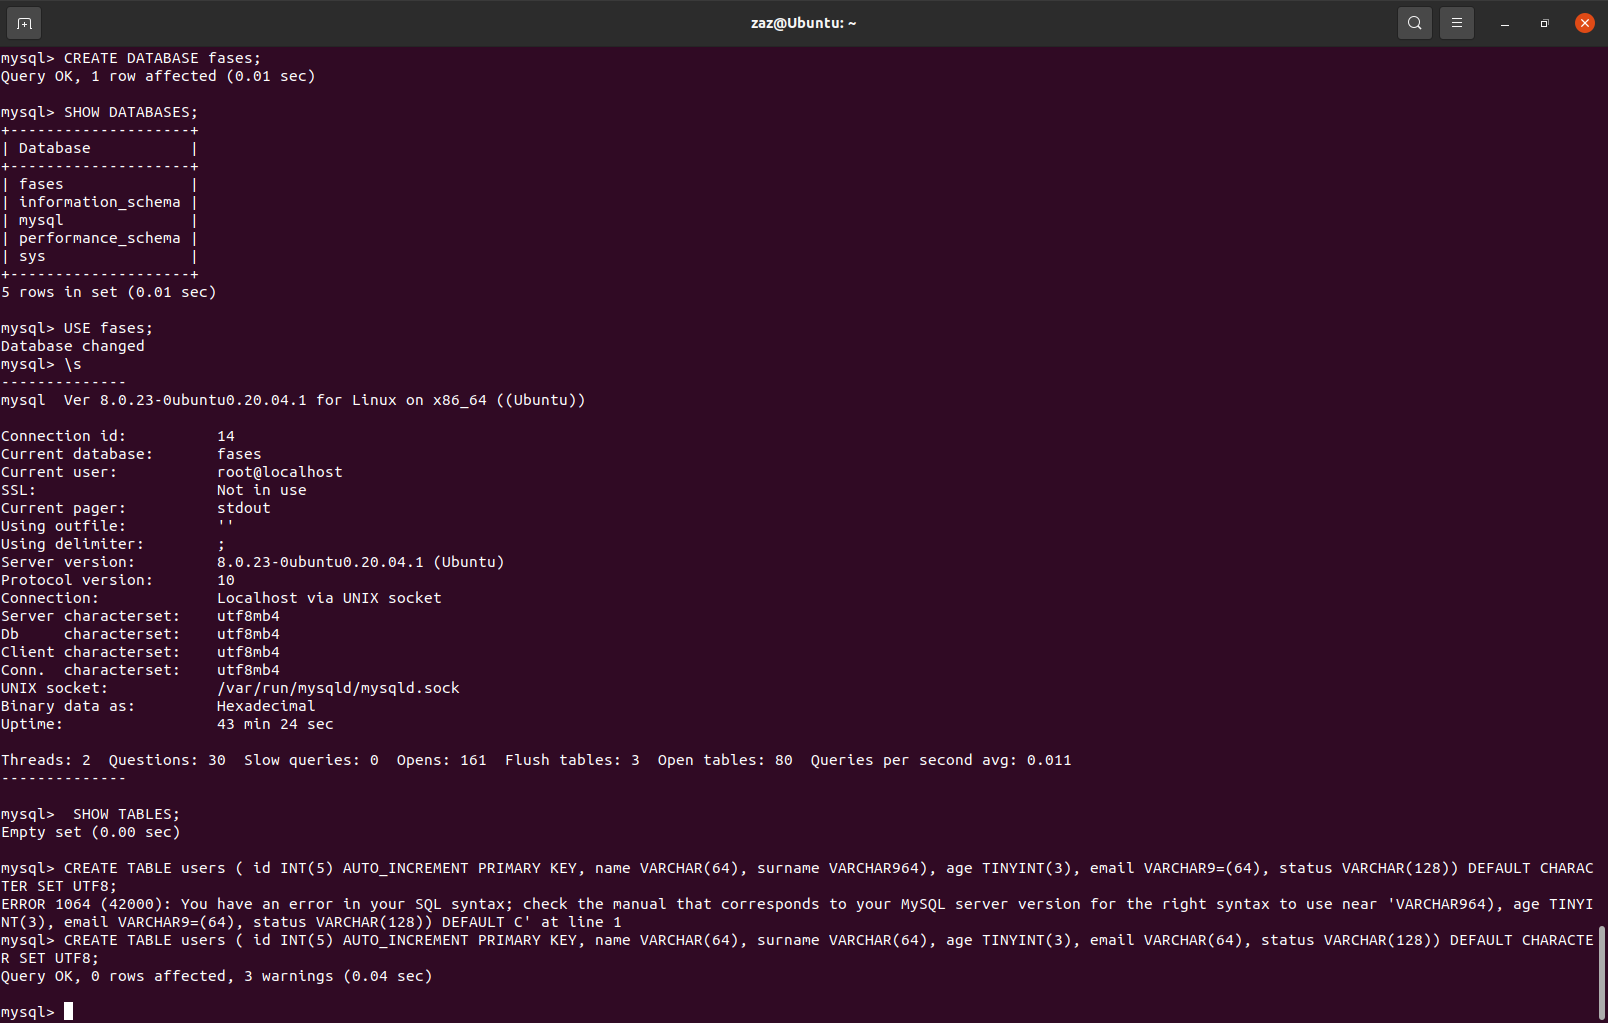 zaz@Ubuntu: ~
mysql> CREATE DATABASE fases;
Query OK, 1 row affected (0.01 sec)
mysql> SHOW DATABASES;
+--------------------+
| Database           |
+--------------------+
| fases              |
| information_schema |
| mysql              |
| performance_schema |
| sys                |
+--------------------+
5 rows in set (0.01 sec)
mysql> USE fases;
Database changed
mysql> \s
--------------
mysql  Ver 8.0.23-0ubuntu0.20.04.1 for Linux on x86_64 ((Ubuntu))
Connection id:          14
Current database:       fases
Current user:           root@localhost
SSL:                    Not in use
Current pager:          stdout
Using outfile:          ''
Using delimiter:        ;
Server version:         8.0.23-0ubuntu0.20.04.1 (Ubuntu)
Protocol version:       10
Connection:             Localhost via UNIX socket
Server characterset:    utf8mb4
Db     characterset:    utf8mb4
Client characterset:    utf8mb4
Conn.  characterset:    utf8mb4
UNIX socket:            /var/run/mysqld/mysqld.sock
Binary data as:         Hexadecimal
Uptime:                 43 min 24 sec
Threads: 2  Questions: 30  Slow queries: 0  Opens: 161  Flush tables: 3  Open tables: 80  Queries per second avg: 0.011
--------------
mysql>  SHOW TABLES;
Empty set (0.00 sec)
mysql> CREATE TABLE users ( id INT(5) AUTO_INCREMENT PRIMARY KEY, name VARCHAR(64), surname VARCHAR964), age TINYINT(3), email VARCHAR9=(64), status VARCHAR(128)) DEFAULT CHARAC
TER SET UTF8;
ERROR 1064 (42000): You have an error in your SQL syntax; check the manual that corresponds to your MySQL server version for the right syntax to use near 'VARCHAR964), age TINYI
NT(3), email VARCHAR9=(64), status VARCHAR(128)) DEFAULT C' at line 1
mysql> CREATE TABLE users ( id INT(5) AUTO_INCREMENT PRIMARY KEY, name VARCHAR(64), surname VARCHAR(64), age TINYINT(3), email VARCHAR(64), status VARCHAR(128)) DEFAULT CHARACTE
R SET UTF8;
Query OK, 0 rows affected, 3 warnings (0.04 sec)
mysql>